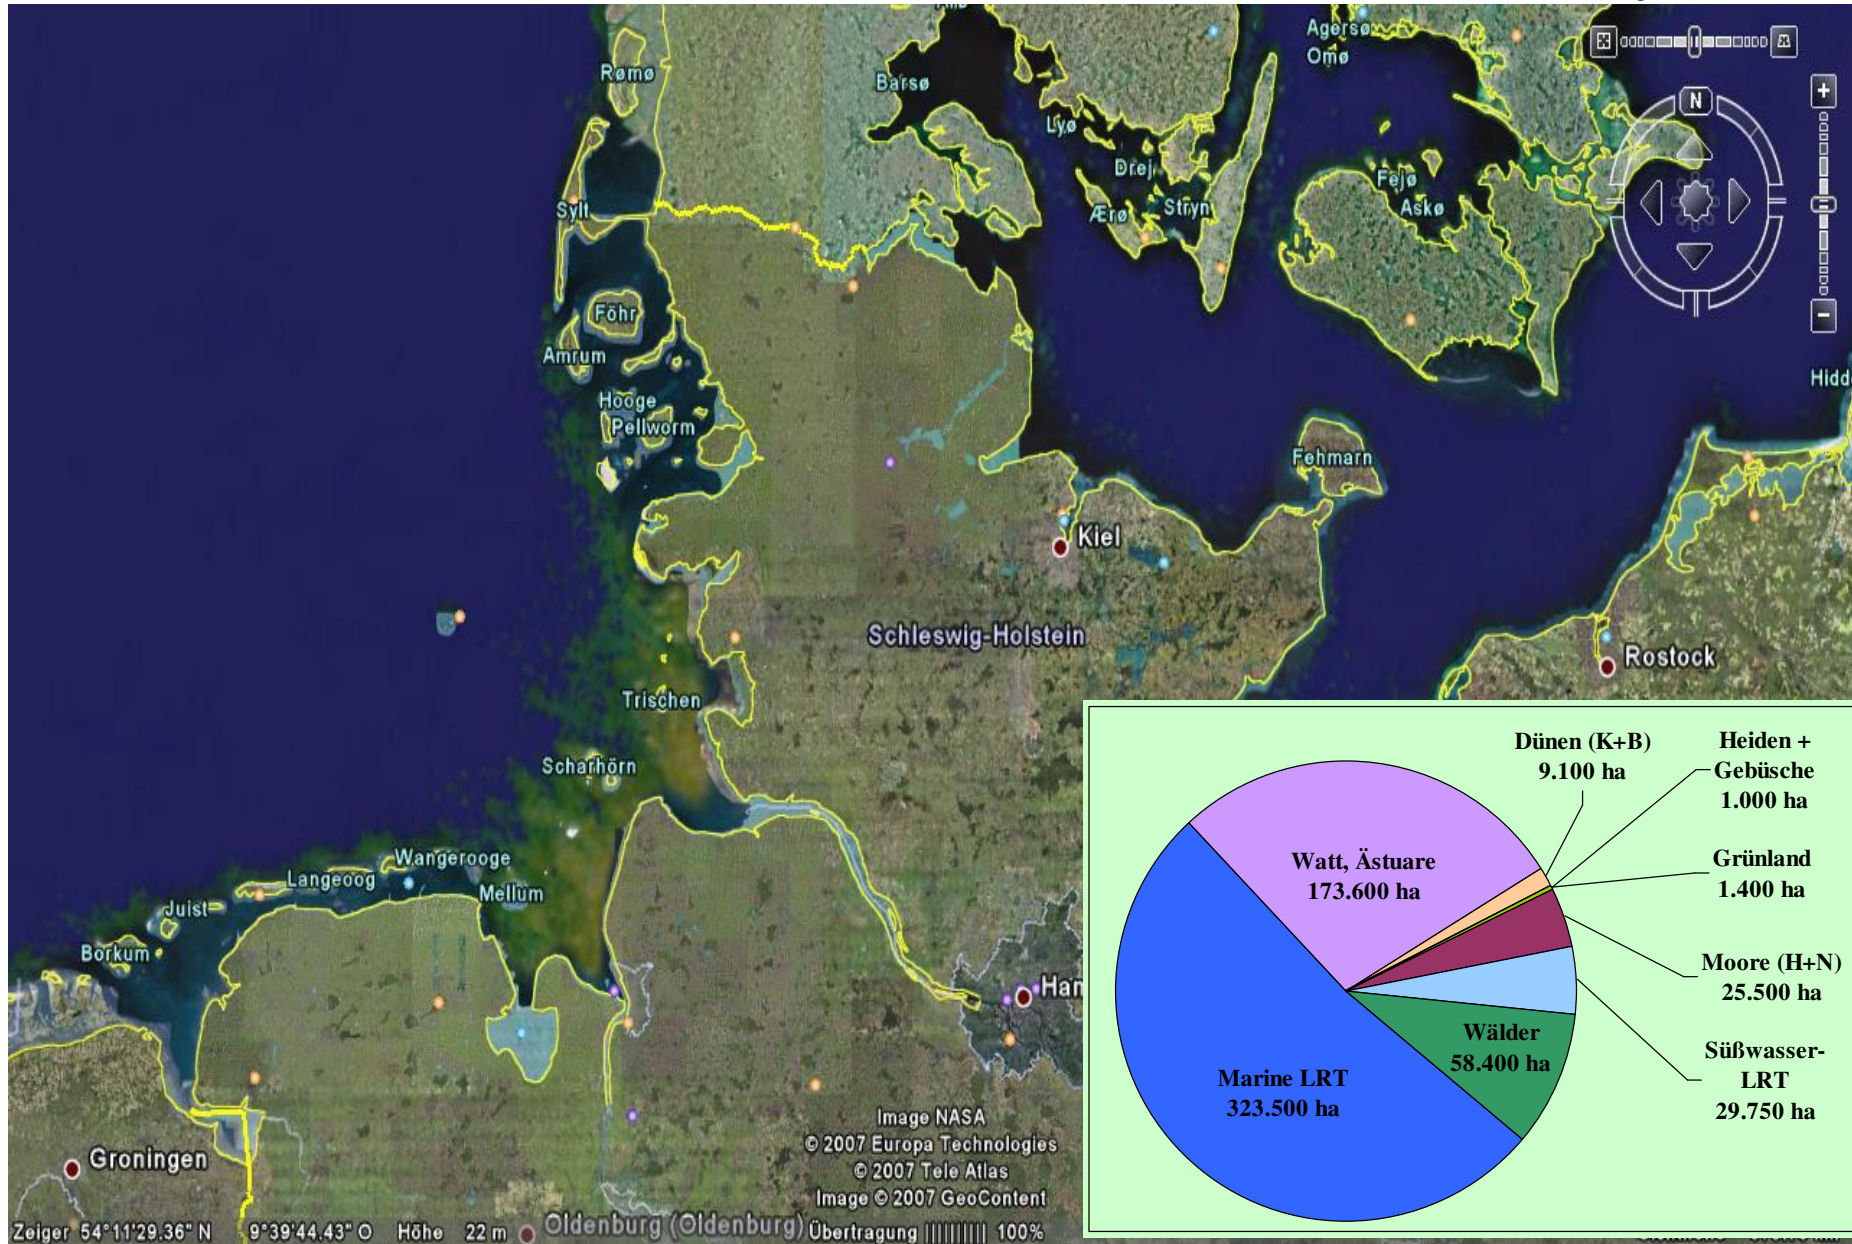 Agersø
Omø
N
Rømø
Barsø
Lyø
Drej
Fejø
Sylt
Ærø
Stryn
Askø
+
Föhr
-
Amrum
Hooge
Pellworm
Fehmarn
Kiel
Schleswig-Holstein
Rostock
Trischen
Scharhörn
Wangerooge
Langeoog
Mellum
Juist
Borkum
Groningen
Image NASA
© 2007 Europa Technologies
© 2007 Tele Atlas
Image © 2007 GeoContent
Zeiger 54°11'29.36" N 9°39'44.43" O Höhe 22 m
Oldenburg (Oldenburg)
Übertragung |||||||||| 100%
Dünen (K+B)
9.100 ha
Heiden +
Gebüsche
1.000 ha
Watt, Ästuare
173.600 ha
Grünland
1.400 ha
Moore (H+N)
25.500 ha
Wälder
58.400 ha
Süßwasser-
LRT
29.750 ha
Marine LRT
323.500 ha